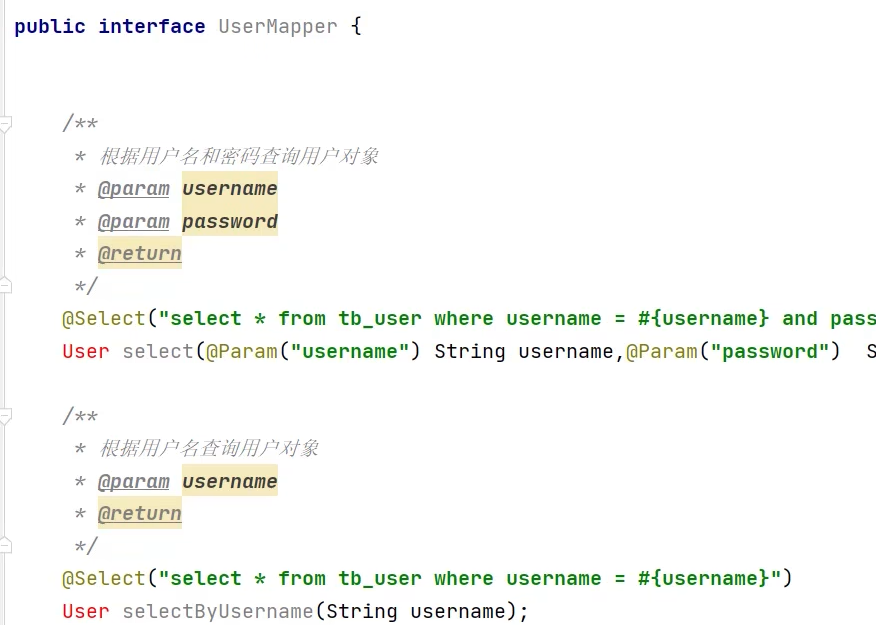 public interface UserMapper {
/**
* 根据用户名和密码查询用户对象
* @param username
* @param password
* @return
*/
@Select("select * from tb_user where username = #{username} and pass
User select(@Param("username") String username,@Param("password")  S
/**
* 根据用户名查询用户对象
* @param username
* @return
*/
@Select("select * from tb_user where username = #{username}")
User selectByUsername(String username);